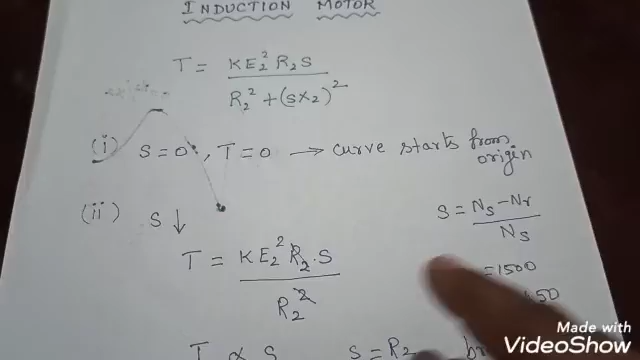 INDUCTION MOTOR
T = KE₂² R₂ S / R₂² + (SX₂)²
(i) S = 0, T = 0 → curve starts from origin
(ii) S ↓
S = Ns - Nr / Ns
T = KE₂² R₂ . S / R₂²
= 1500
50
T ∝ S S = R₂
Made with
VideoShow